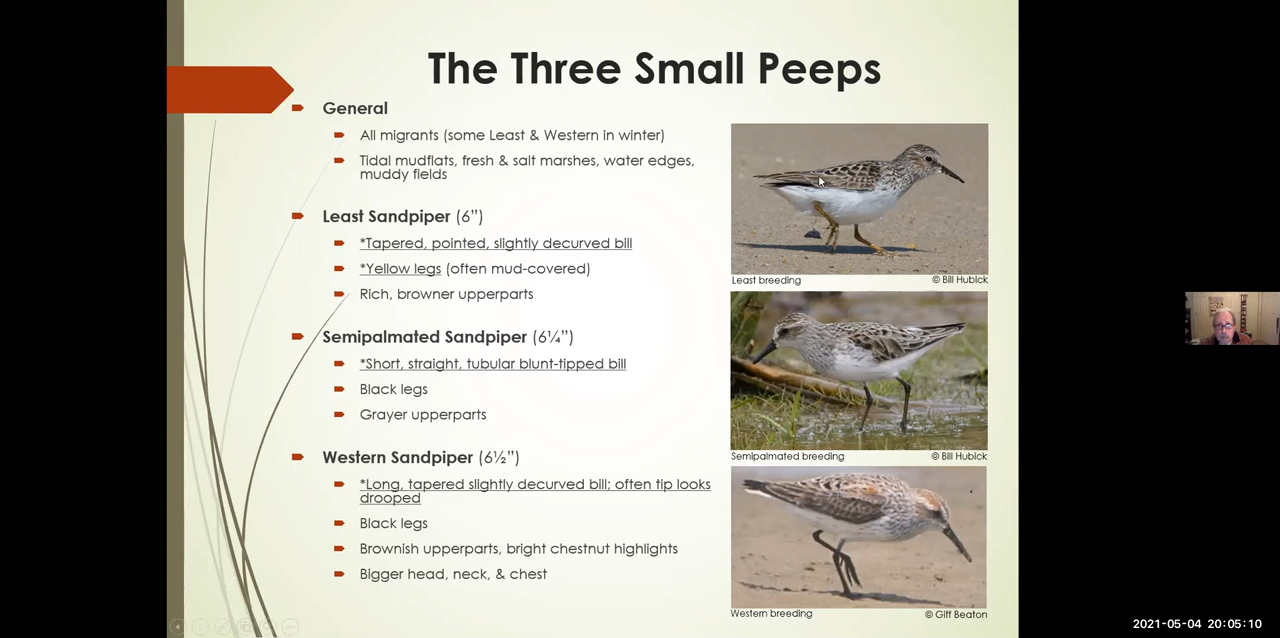 The Three Small Peeps
General
All migrants (some Least & Western in winter)
Tidal mudflats, fresh & salt marshes, water edges,
muddy fields
Least Sandpiper (6”)
*Tapered, pointed, slightly decurved bill
*Yellow legs (often mud-covered)
Rich, browner upperparts
Semipalmated Sandpiper (6¼”)
*Short, straight, tubular blunt-tipped bill
Black legs
Grayer upperparts
Western Sandpiper (6½”)
*Long, tapered slightly decurved bill; often tip looks
drooped
Black legs
Brownish upperparts, bright chestnut highlights
Bigger head, neck, & chest
Least breeding © Bill Hubick
Semipalmated breeding © Bill Hubick
Western breeding © Giff Beaton
2021-05-04 20:05:10